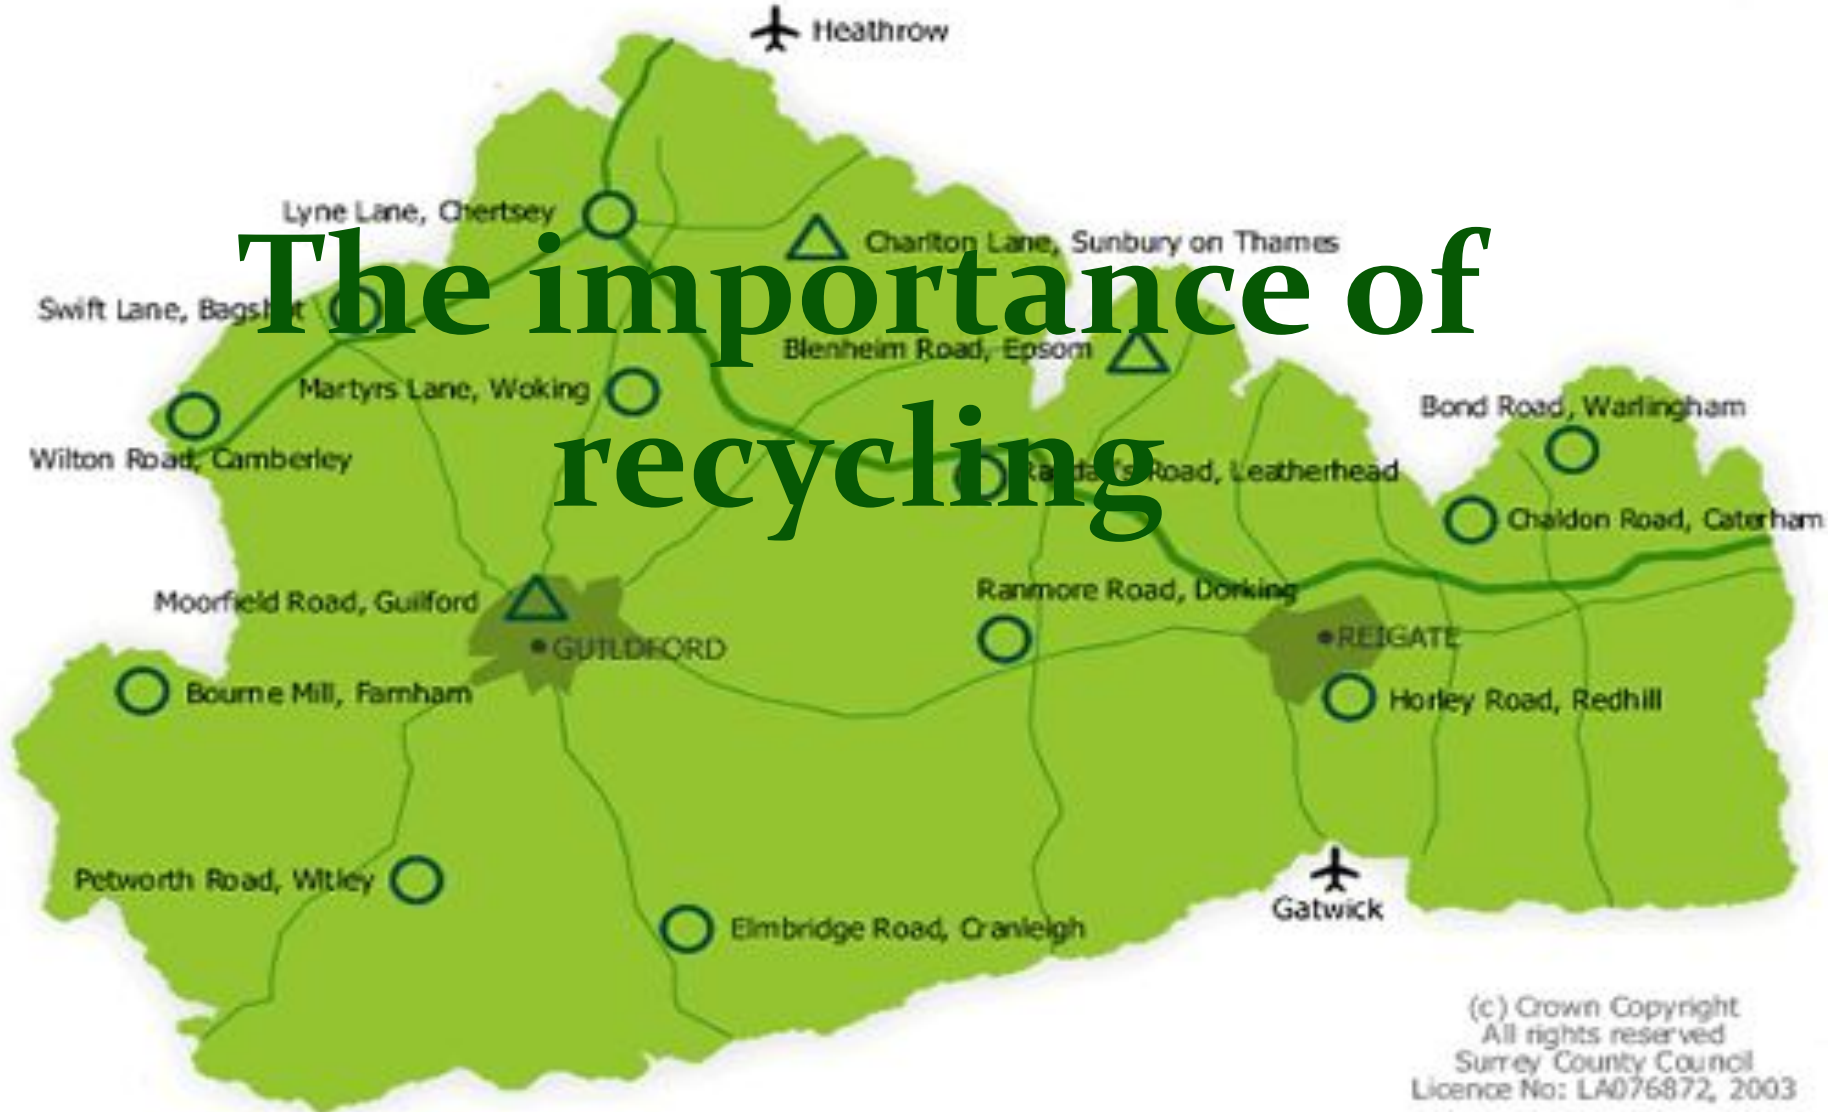 Heathrow
Lyne Lane, Chertsey
Charlton Lane, Sunbury on Thames
The importance of
recycling
Swift Lane, Bagshot
Blenheim Road, Epsom
Martyrs Lane, Woking
Bond Road, Warlingham
Wilton Road, Camberley
Randal's Road, Leatherhead
Chaldon Road, Caterham
Ranmore Road, Dorking
Moorfield Road, Guilford
GUILDFORD
REIGATE
Bourne Mill, Farnham
Horley Road, Redhill
Petworth Road, Witley
Gatwick
Elmbridge Road, Cranleigh
(c) Crown Copyright
All rights reserved
Surrey County Council
Licence No: LA076872, 2003